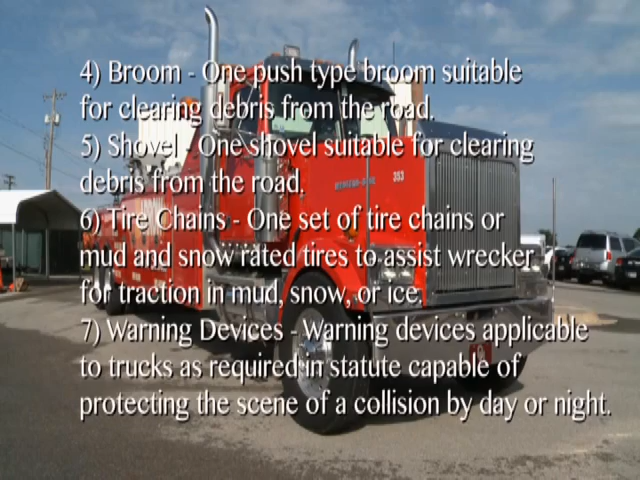 4) Broom - One push type broom suitable
for clearing debris from the road.
5) Shovel - One shovel suitable for clearing
debris from the road.
6) Tire Chains - One set of tire chains or
mud and snow rated tires to assist wrecker
for traction in mud, snow, or ice.
7) Warning Devices - Warning devices applicable
to trucks as required in statute capable of
protecting the scene of a collision by day or night.
353